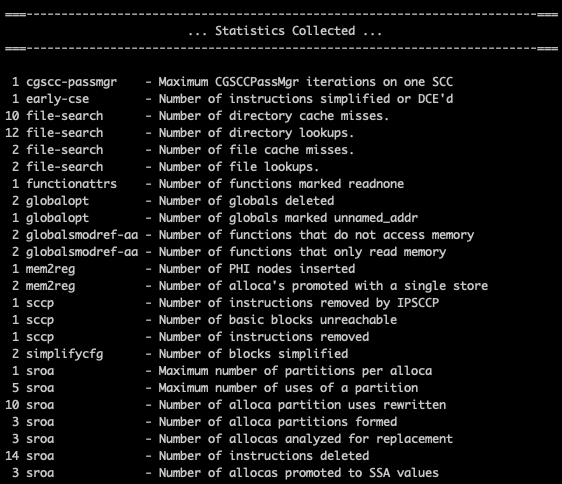 ===-------------------------------------------------------------------------===
                          ... Statistics Collected ...
===-------------------------------------------------------------------------===

 1 cgscc-passmgr    - Maximum CGSCCPassMgr iterations on one SCC
 1 early-cse        - Number of instructions simplified or DCE'd
10 file-search      - Number of directory cache misses.
12 file-search      - Number of directory lookups.
 2 file-search      - Number of file cache misses.
 2 file-search      - Number of file lookups.
 1 functionattrs    - Number of functions marked readnone
 2 globalopt        - Number of globals deleted
 1 globalopt        - Number of globals marked unnamed_addr
 2 globalsmodref-aa - Number of functions that do not access memory
 2 globalsmodref-aa - Number of functions that only read memory
 1 mem2reg          - Number of PHI nodes inserted
 2 mem2reg          - Number of alloca's promoted with a single store
 1 sccp             - Number of instructions removed by IPSCCP
 1 sccp             - Number of basic blocks unreachable
 1 sccp             - Number of instructions removed
 2 simplifycfg      - Number of blocks simplified
 1 sroa             - Maximum number of partitions per alloca
 5 sroa             - Maximum number of uses of a partition
10 sroa             - Number of alloca partition uses rewritten
 3 sroa             - Number of alloca partitions formed
 3 sroa             - Number of allocas analyzed for replacement
14 sroa             - Number of instructions deleted
 3 sroa             - Number of allocas promoted to SSA values